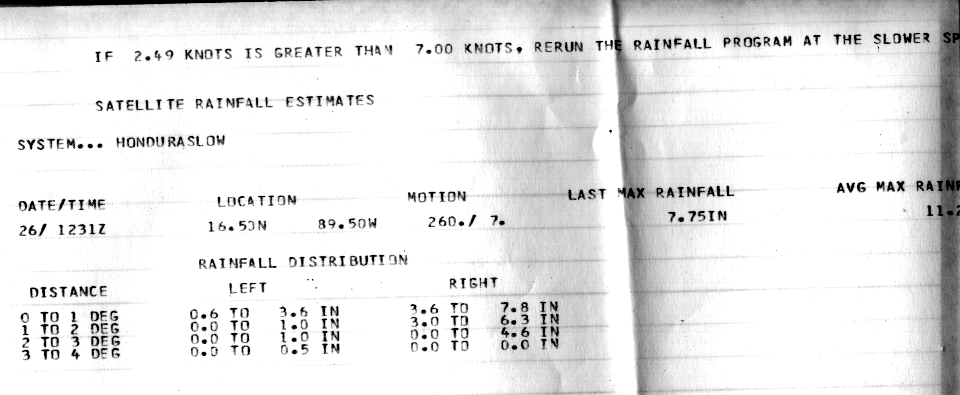 IF 2.49 KNOTS IS GREATER THAN 7.00 KNOTS, RERUN THE RAINFALL PROGRAM AT THE SLOWER SP
SATELLITE RAINFALL ESTIMATES
SYSTEM... HONDURASLOW
DATE/TIME LOCATION MOTION LAST MAX RAINFALL AVG MAX RAINF
26/ 1231Z 16.50N 89.50W 260./ 7. 7.75IN 11.2
RAINFALL DISTRIBUTION
DISTANCE LEFT RIGHT
0 TO 1 DEG 0.6 TO 3.6 IN 3.6 TO 7.8 IN
1 TO 2 DEG 0.0 TO 1.0 IN 3.0 TO 6.3 IN
2 TO 3 DEG 0.0 TO 1.0 IN 0.0 TO 4.6 IN
3 TO 4 DEG 0.0 TO 0.5 IN 0.0 TO 0.0 IN